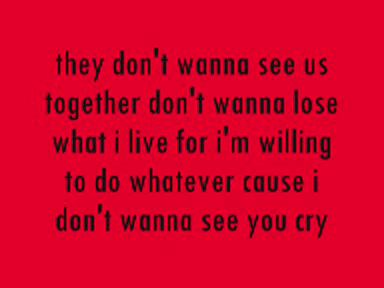 they don't wanna see us
together don't wanna lose
what i live for i'm willing
to do whatever cause i
don't wanna see you cry